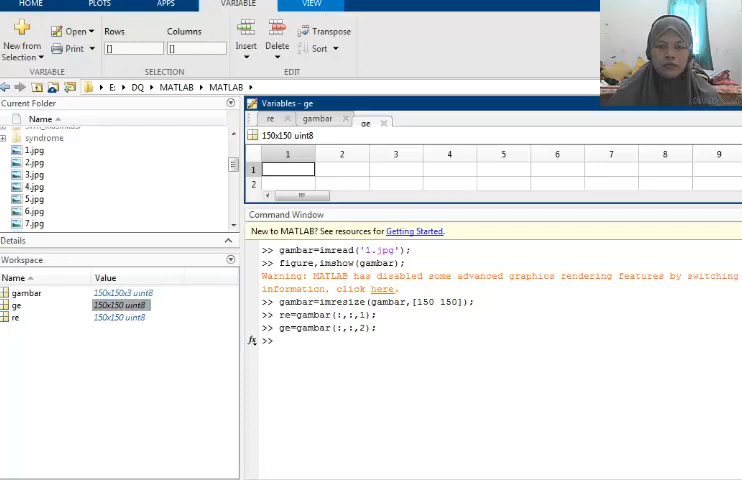 HOME PLOTS APPS VARIABLE VIEW
New from Selection Open Print Rows Columns [] [] Insert Delete Transpose Sort
VARIABLE SELECTION EDIT
E: DQ MATLAB MATLAB
Current Folder
Name
syndrome
1.jpg
2.jpg
3.jpg
4.jpg
5.jpg
6.jpg
7.jpg
Details
Workspace
Name Value
gambar 150x150x3 uint8
ge 150x150 uint8
re 150x150 uint8
Variables - ge
re gambar ge
150x150 uint8
1 2 3 4 5 6 7 8 9
1
2
Command Window
New to MATLAB? See resources for Getting Started.
>> gambar=imread('1.jpg');
>> figure,imshow(gambar);
Warning: MATLAB has disabled some advanced graphics rendering features by switching
information, click here.
>> gambar=imresize(gambar,[150 150]);
>> re=gambar(:,:,1);
>> ge=gambar(:,:,2);
fx >>